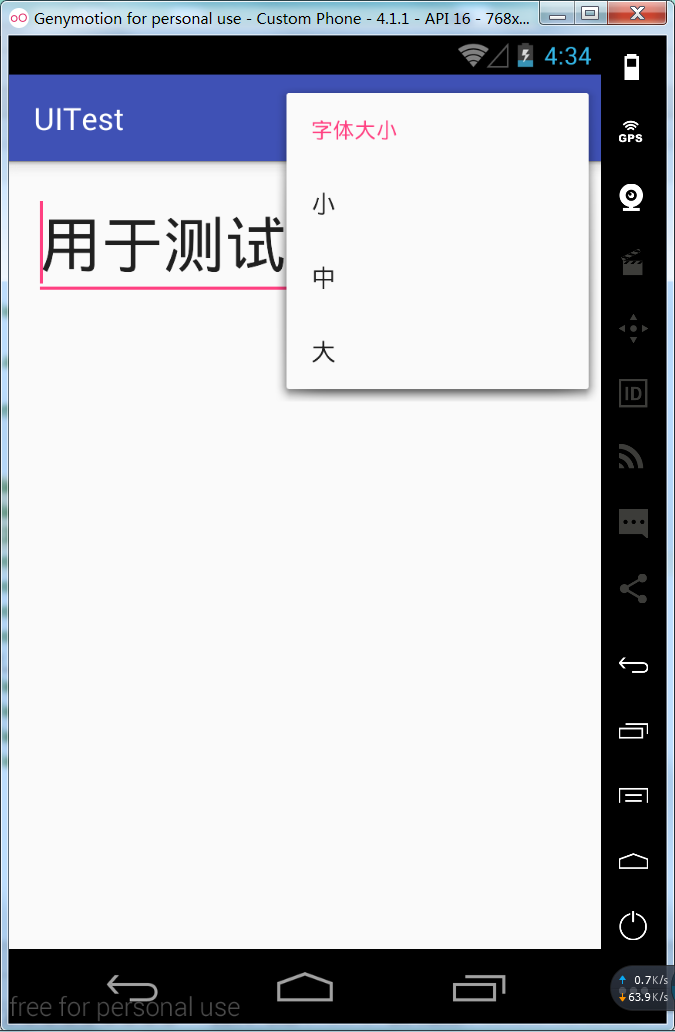 Genymotion for personal use - Custom Phone - 4.1.1 - API 16 - 768x...
4:34
UITest
字体大小
小
中
大
用于测试
GPS
ID
free for personal use
0.7K/s
63.9K/s